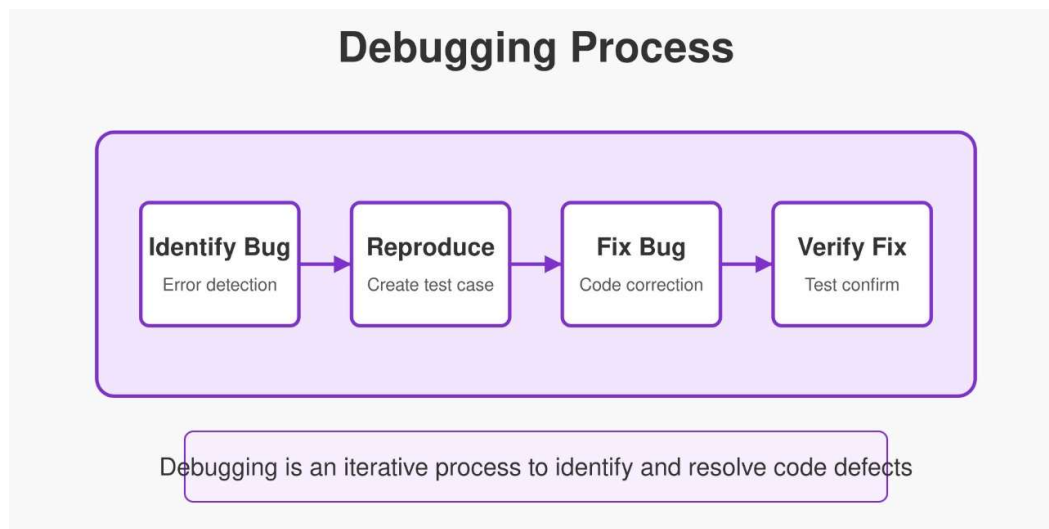 Debugging Process
Identify Bug
Error detection
Reproduce
Create test case
Fix Bug
Code correction
Verify Fix
Test confirm
Debugging is an iterative process to identify and resolve code defects